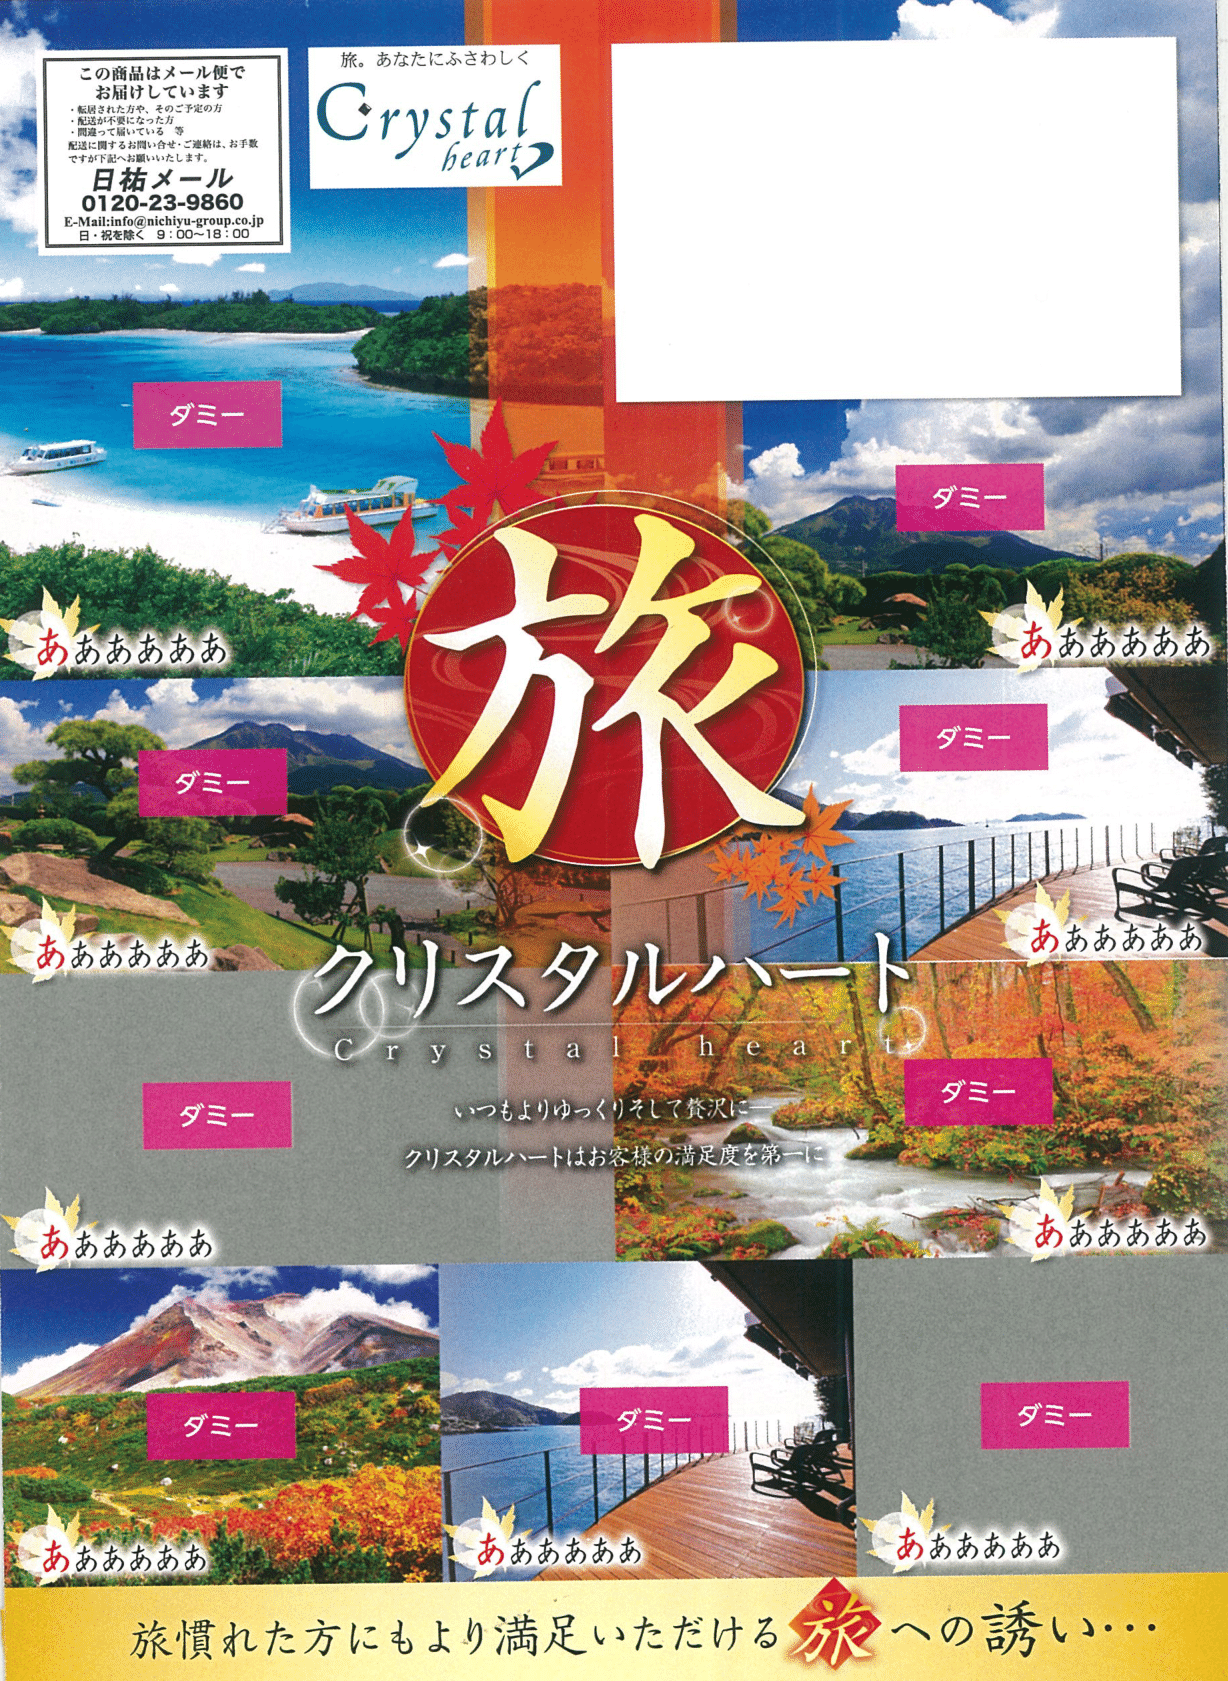 この商品はメール便で
お届けしています
・転居された方や、そのご予定の方
・配送が不要になった方
・間違って届いている　等
配送に関するお問い合せ・ご連絡は、お手数
ですが下記へお願いいたします。
日祐メール
0120-23-9860
E-Mail:info@nichiyu-group.co.jp
日・祝を除く　9：00〜18：00
旅。あなたにふさわしく
Crystal
heart
ダミー
ダミー
旅
あああああああ
あああああああ
ダミー
ダミー
ああああああ
ああああああ
クリスタルハート
Crystal heart
ダミー
ダミー
いつもよりゆっくりそして贅沢に―
クリスタルハートはお客様の満足度を第一に
ああああああ
ああああああ
ダミー
ダミー
ダミー
ああああああ
ああああああ
ああああああ
旅慣れた方にもより満足いただける旅への誘い･･･